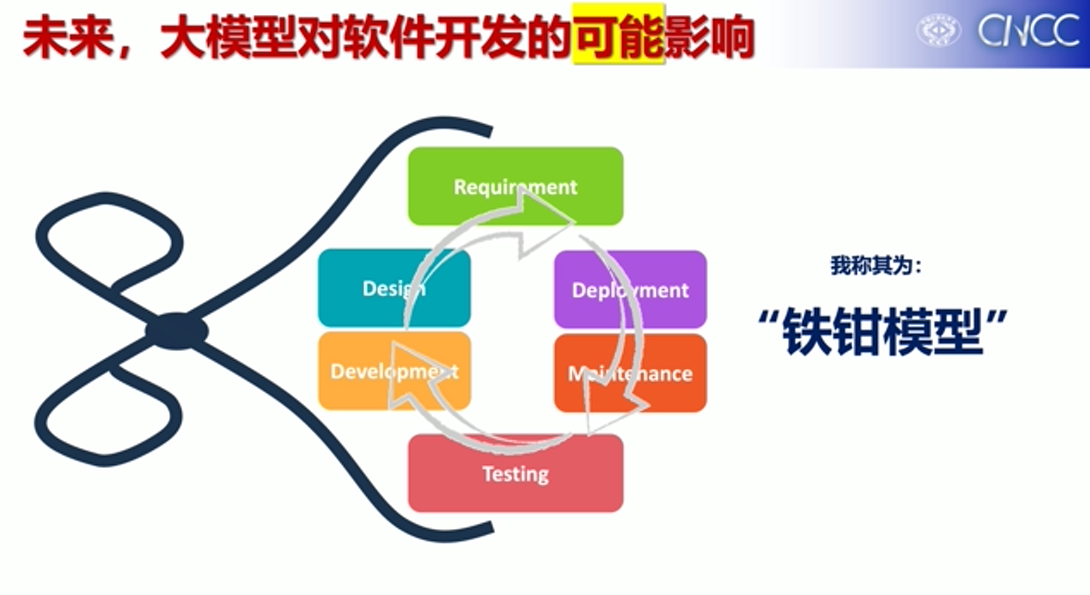 未来，大模型对软件开发的可能影响
CNCC
Requirement
Design
Deployment
我称其为：
“铁钳模型”
Development
Maintenance
Testing